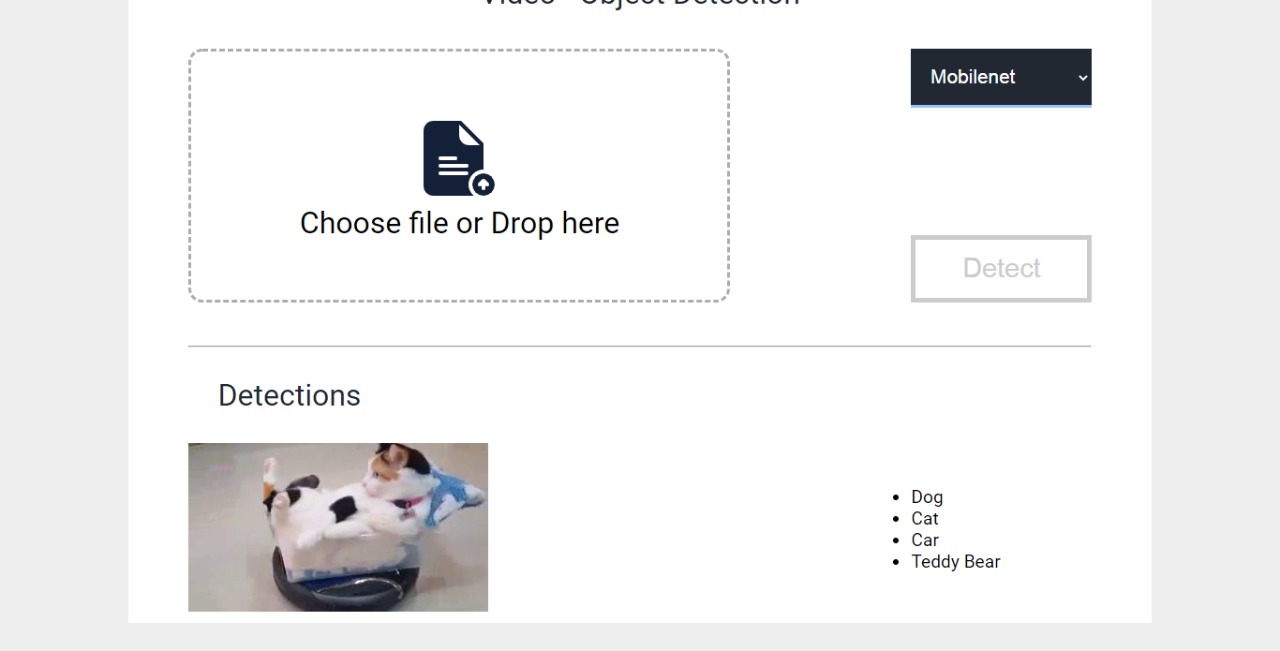 Video - Object Detection
Mobilenet
Choose file or Drop here
Detect
Detections
Dog
Cat
Car
Teddy Bear